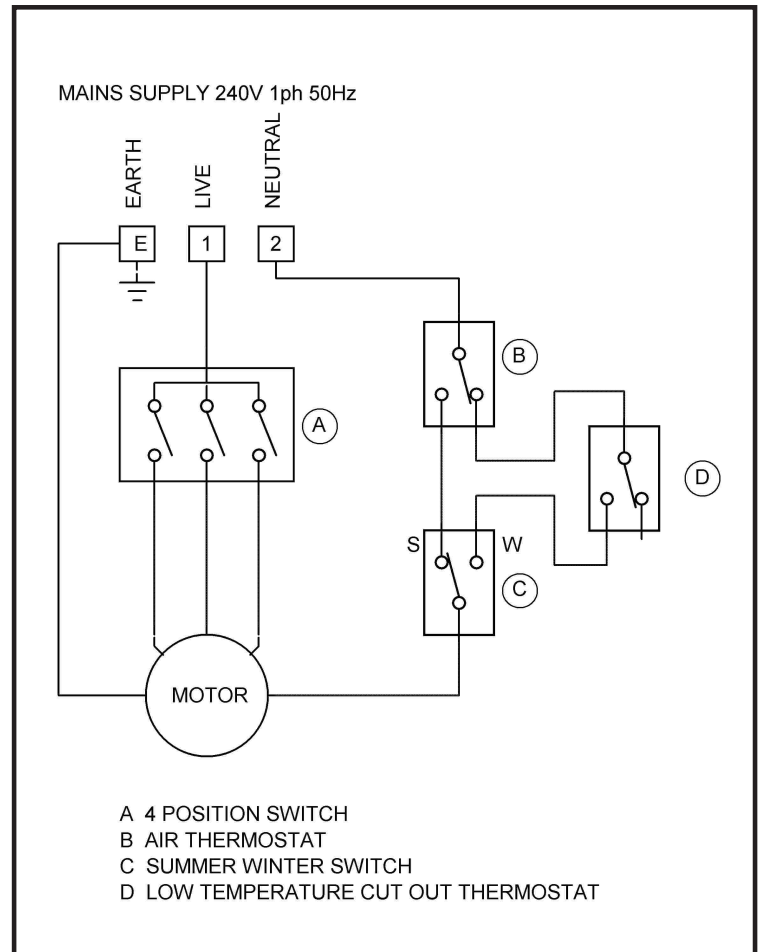 MAINS SUPPLY 240V 1ph 50Hz
EARTH
LIVE
NEUTRAL
E
1
2
B
A
D
S
W
C
MOTOR
A 4 POSITION SWITCH
B AIR THERMOSTAT
C SUMMER WINTER SWITCH
D LOW TEMPERATURE CUT OUT THERMOSTAT